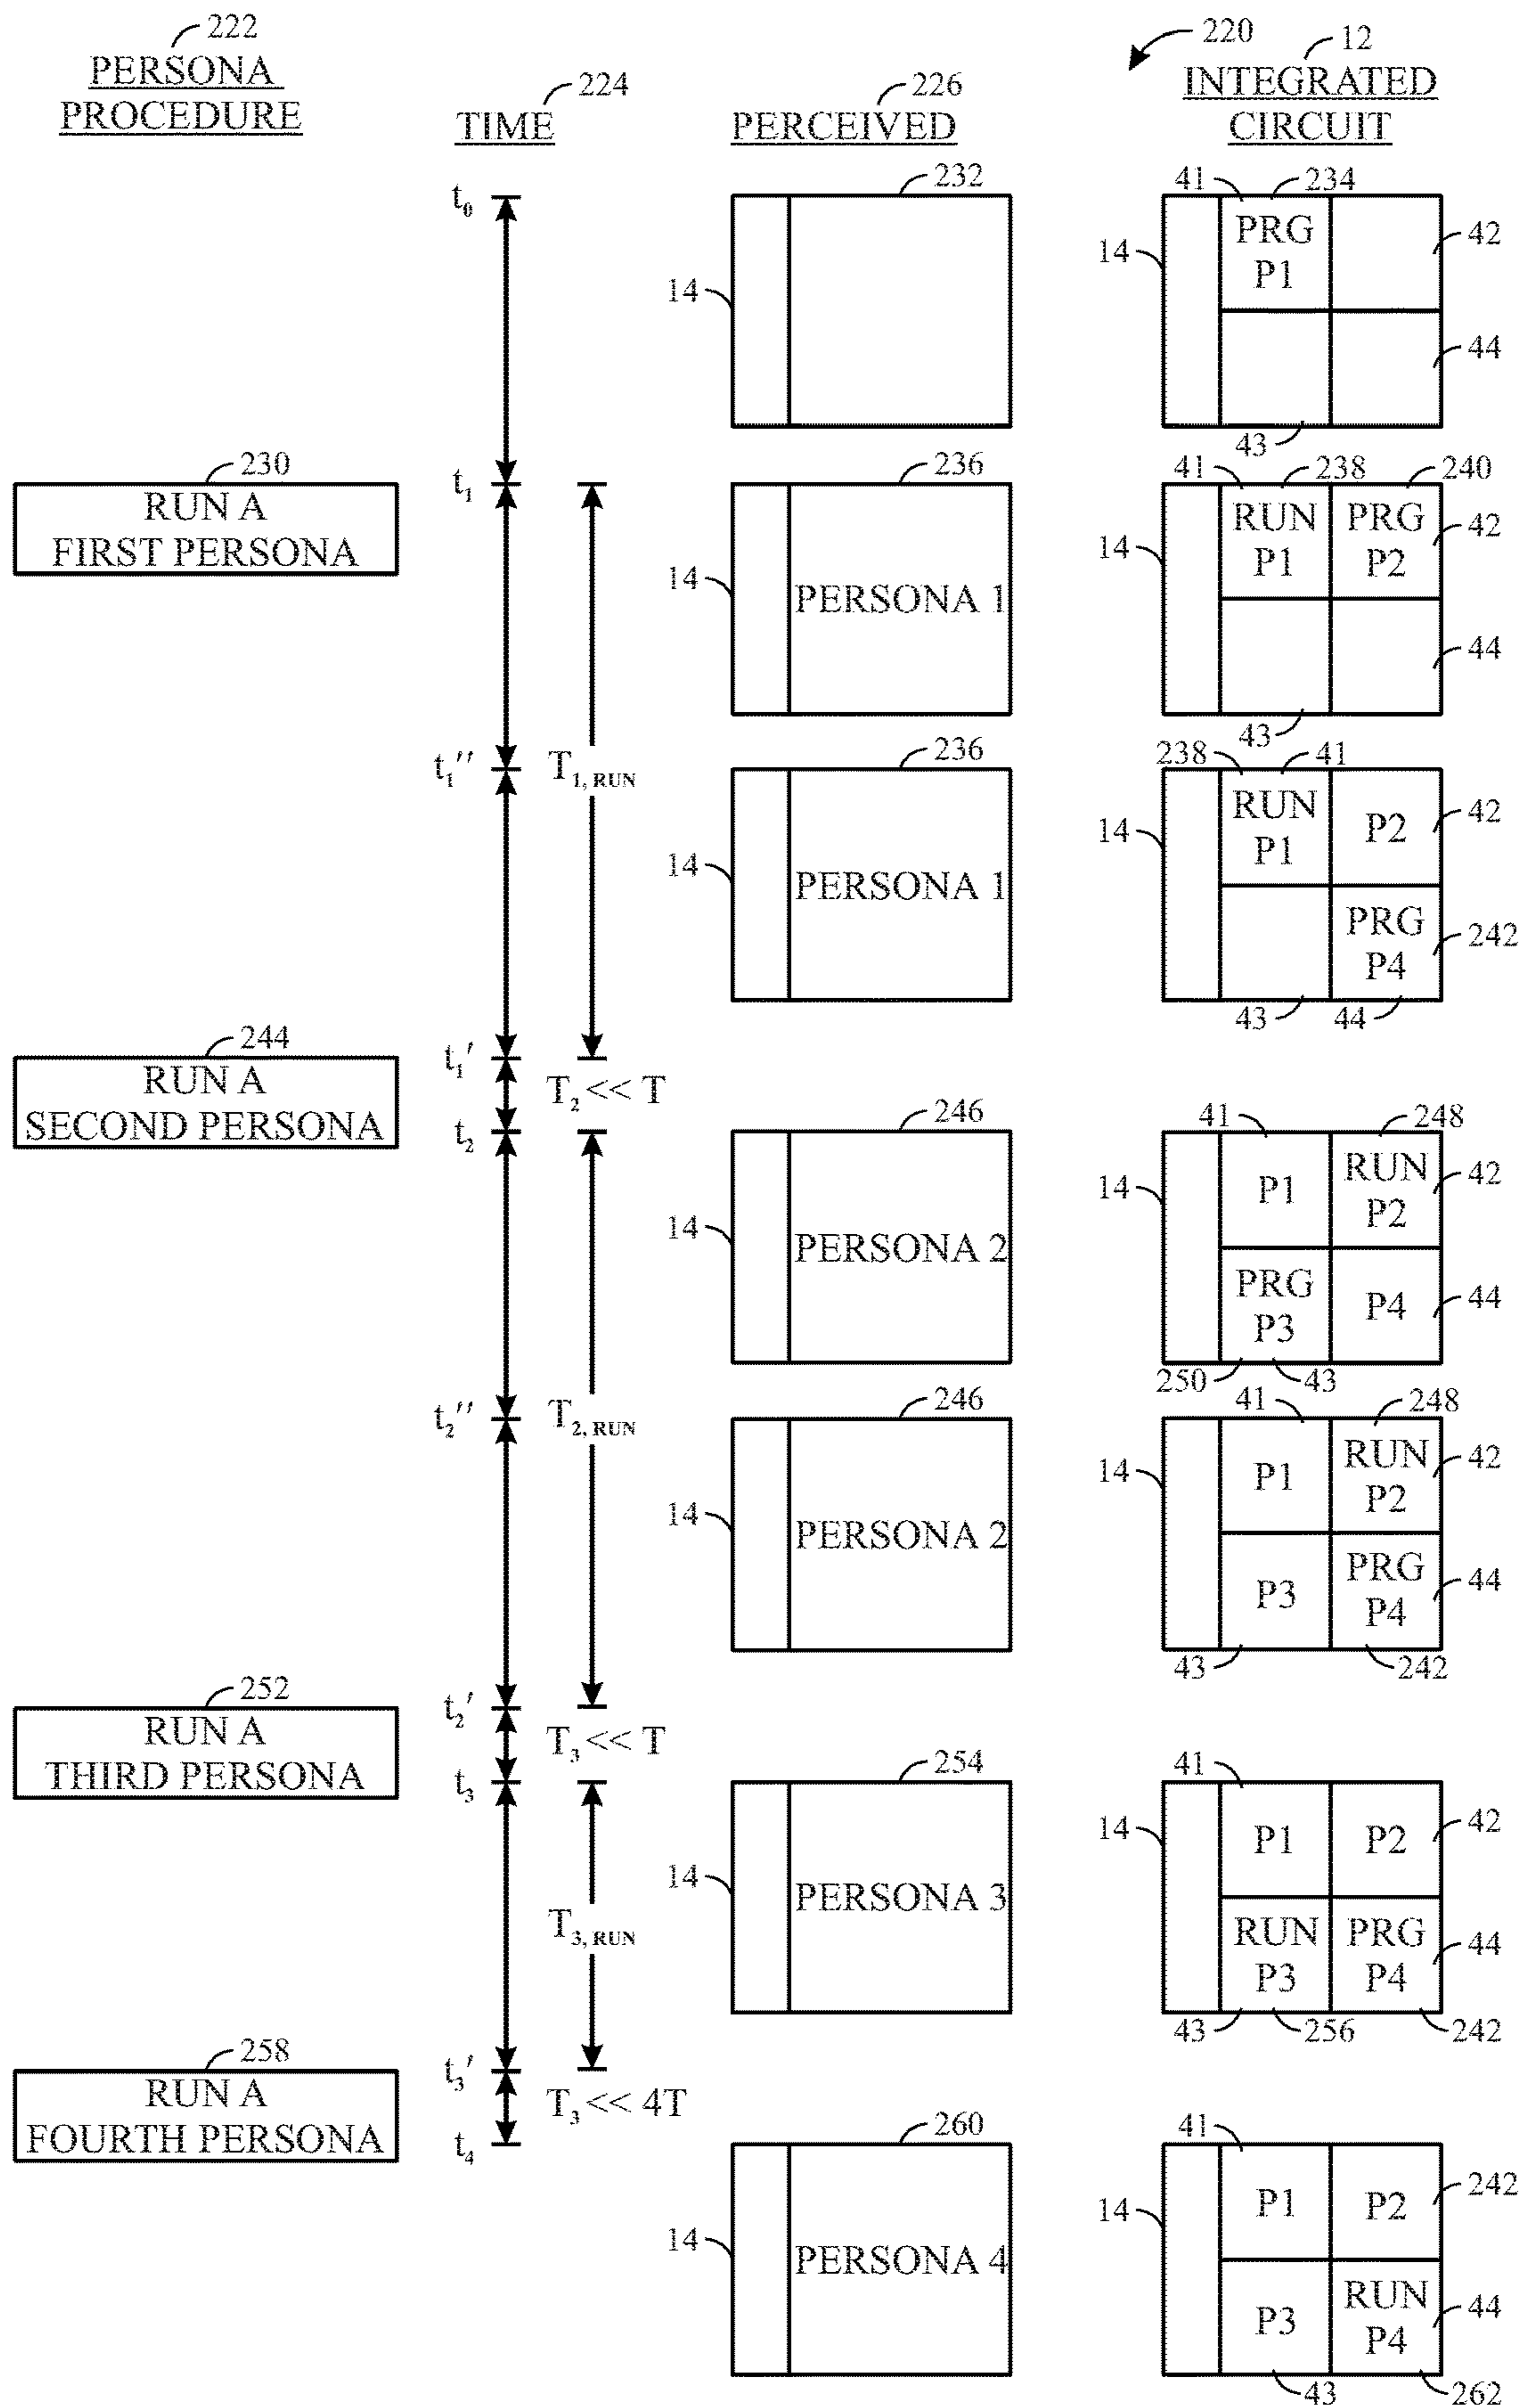 222
PERSONA
PROCEDURE
224
TIME
226
PERCEIVED
220
12
INTEGRATED
CIRCUIT
t0
232
14
41
234
PRG
P1
14
42
44
43
230
RUN A
FIRST PERSONA
t1
236
14
PERSONA 1
41
238
240
RUN
P1
PRG
P2
14
42
44
43
t1''
T1, RUN
236
14
PERSONA 1
238
41
RUN
P1
P2
14
42
PRG
P4
242
43
44
244
RUN A
SECOND PERSONA
t1'
T2 << T
t2
246
14
PERSONA 2
41
248
P1
RUN
P2
14
42
PRG
P3
P4
44
250
43
t2''
T2, RUN
246
14
PERSONA 2
41
248
P1
RUN
P2
14
42
P3
PRG
P4
44
43
242
252
RUN A
THIRD PERSONA
t2'
T3 << T
t3
254
14
PERSONA 3
T3, RUN
41
P1
P2
14
42
RUN
P3
PRG
P4
44
43
256
242
258
RUN A
FOURTH PERSONA
t3'
T3 << 4T
t4
260
14
PERSONA 4
41
P1
P2
14
242
P3
RUN
P4
44
43
262